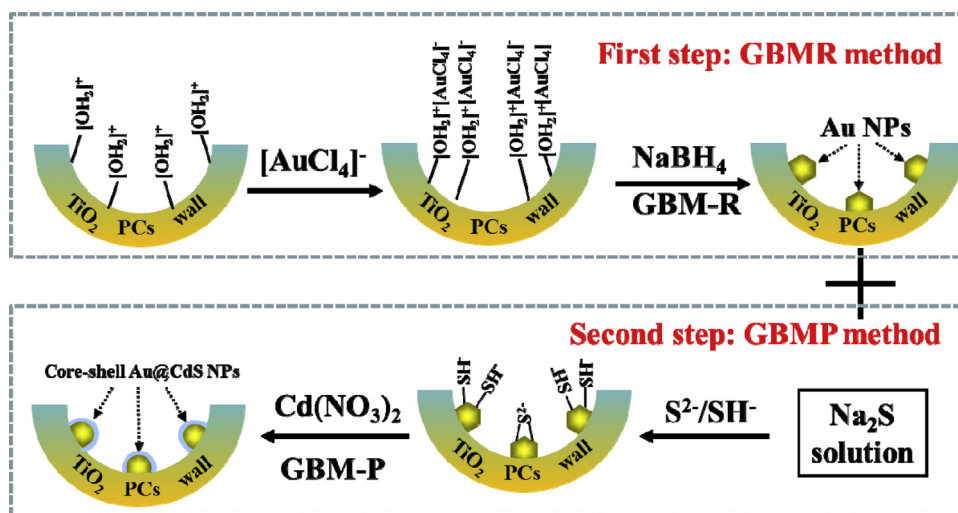 First step: GBMR method
[OH₂]⁺
[OH₂]⁺
[OH₂]⁺
[OH₂]⁺
TiO₂ PCs wall
[AuCl₄]⁻
[OH₂]⁺[AuCl₄]⁻
[OH₂]⁺[AuCl₄]⁻
[OH₂]⁺[AuCl₄]⁻
[OH₂]⁺[AuCl₄]
TiO₂ PCs wall
NaBH₄
GBM-R
Au NPs
TiO₂ PCs wall
Second step: GBMP method
Na₂S
solution
S²⁻/SH⁻
SH⁻
SH⁻
S²⁻
SH⁻
SH⁻
TiO₂ PCs wall
Cd(NO₃)₂
GBM-P
Core-shell Au@CdS NPs
TiO₂ PCs wall